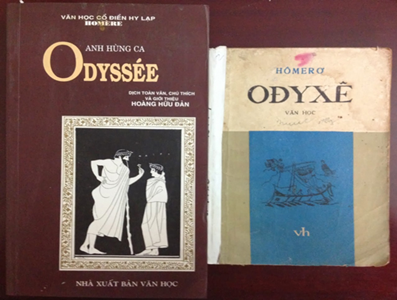 VĂN HỌC CỔ ĐIỂN HY LẠP
HOMÈRE
ANH HÙNG CA
ODYSSÉE
DỊCH TOÀN VĂN, CHÚ THÍCH
VÀ GIỚI THIỆU
HOÀNG HỮU ĐẢN
NHÀ XUẤT BẢN VĂN HỌC
HÔMERƠ
OĐYXÊ
VĂN HỌC
vh